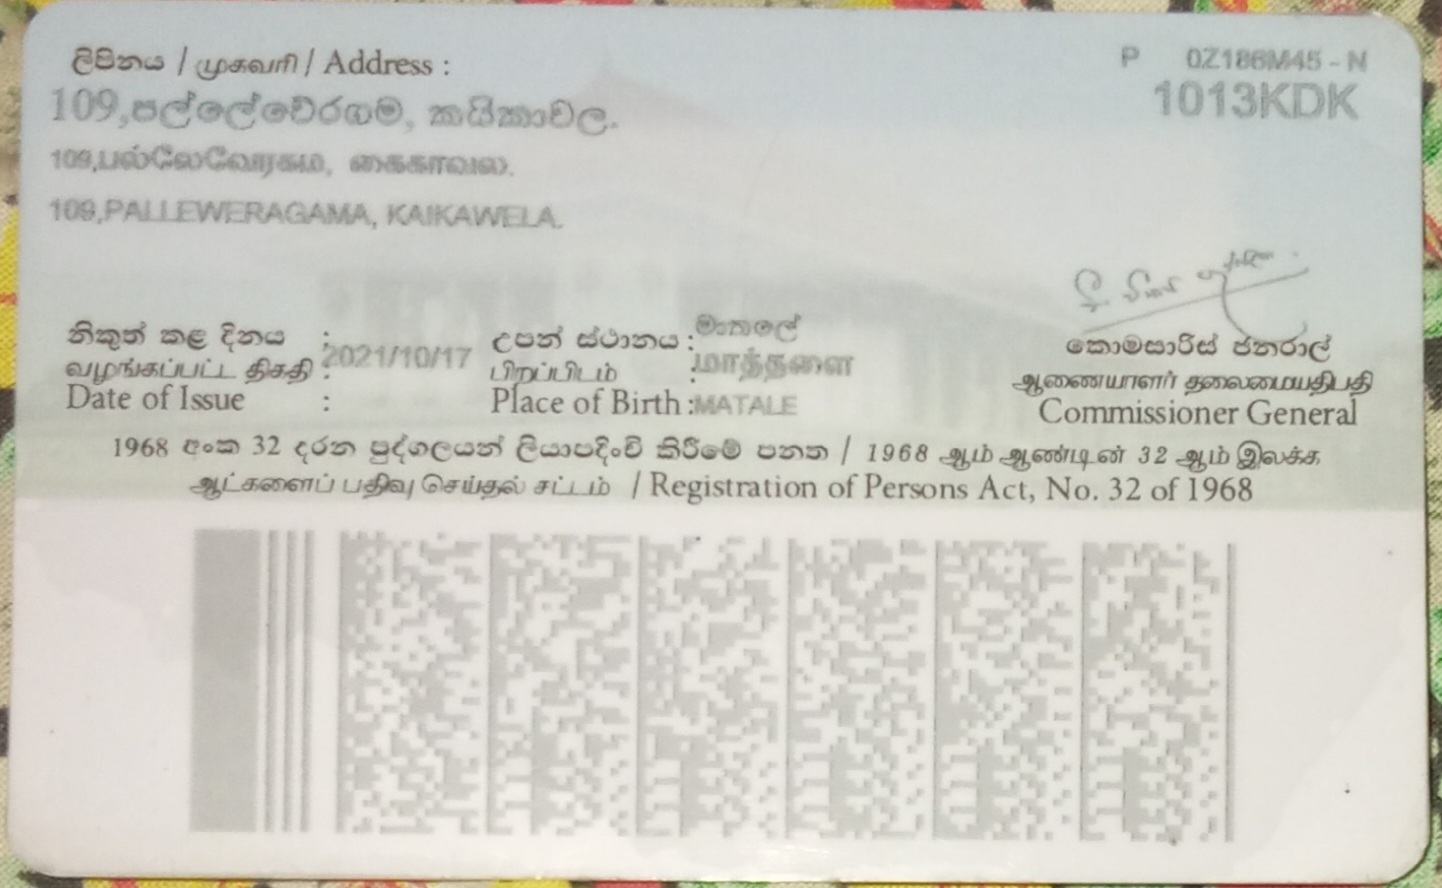 ලිපිනය / முகவரி / Address :
P 0Z186M45 - N
1013KDK
109,පල්ලේවේරගම, කයිකාවල.
109,பல்லேவேரகம, கைகாவல.
109,PALLEWERAGAMA, KAIKAWELA.
නිකුත් කළ දිනය :
வழங்கப்பட்ட திகதி : 2021/10/17
Date of Issue :
උපන් ස්ථානය : මාතලේ
பிறப்பிடம் : மாத்தளை
Place of Birth : MATALE
කොමසාරිස් ජනරාල්
ஆணையாளர் தலைமையதிபதி
Commissioner General
1968 අංක 32 දරන පුද්ගලයන් ලියාපදිංචි කිරීමේ පනත / 1968 ஆம் ஆண்டின் 32 ஆம் இலக்க
ஆட்களைப் பதிவு செய்தல் சட்டம் / Registration of Persons Act, No. 32 of 1968